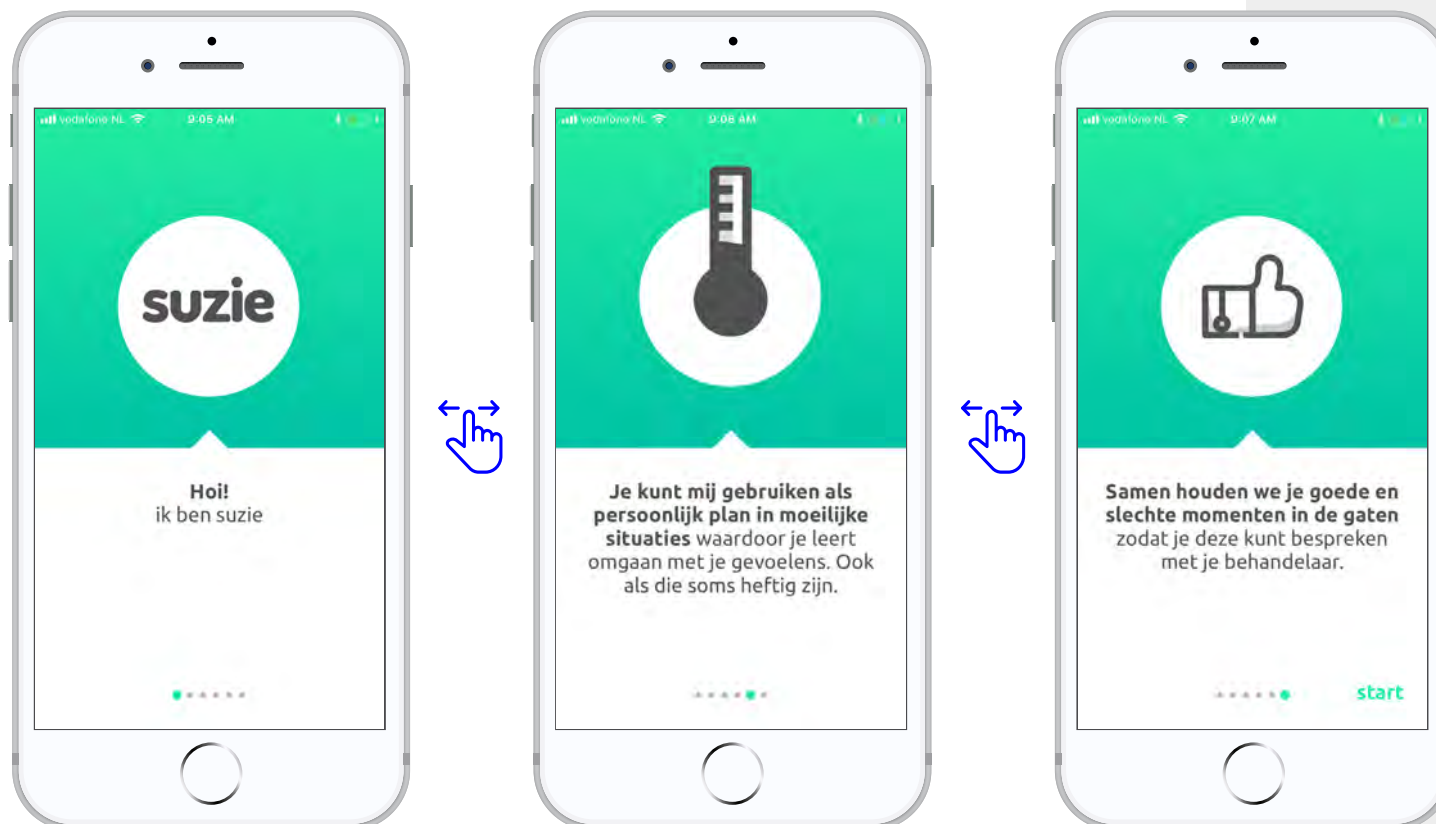 vodafone NL 9:05 AM
suzie
Hoi!
ik ben suzie
vodafone NL 9:06 AM
Je kunt mij gebruiken als
persoonlijk plan in moeilijke
situaties waardoor je leert
omgaan met je gevoelens. Ook
als die soms heftig zijn.
vodafone NL 9:07 AM
Samen houden we je goede en
slechte momenten in de gaten
zodat je deze kunt bespreken
met je behandelaar.
start